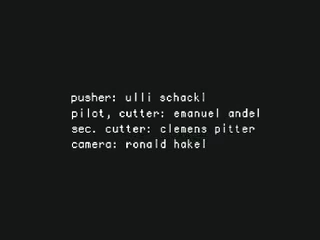 pusher: ulli schackl
pilot, cutter: emanuel andel
sec. cutter: clemens pitter
camera: ronald hakel